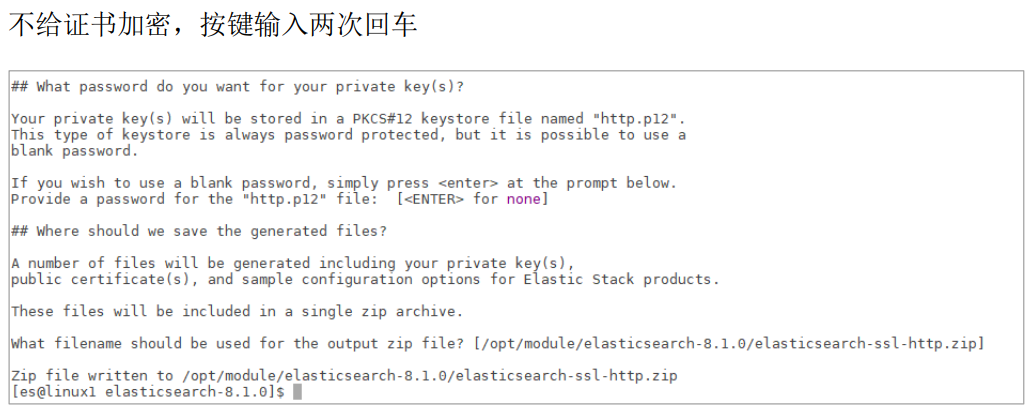 不给证书加密，按键输入两次回车
## What password do you want for your private key(s)?
Your private key(s) will be stored in a PKCS#12 keystore file named "http.p12".
This type of keystore is always password protected, but it is possible to use a
blank password.
If you wish to use a blank password, simply press <enter> at the prompt below.
Provide a password for the "http.p12" file:  [<ENTER> for none]
## Where should we save the generated files?
A number of files will be generated including your private key(s),
public certificate(s), and sample configuration options for Elastic Stack products.
These files will be included in a single zip archive.
What filename should be used for the output zip file? [/opt/module/elasticsearch-8.1.0/elasticsearch-ssl-http.zip]
Zip file written to /opt/module/elasticsearch-8.1.0/elasticsearch-ssl-http.zip
[es@linux1 elasticsearch-8.1.0]$